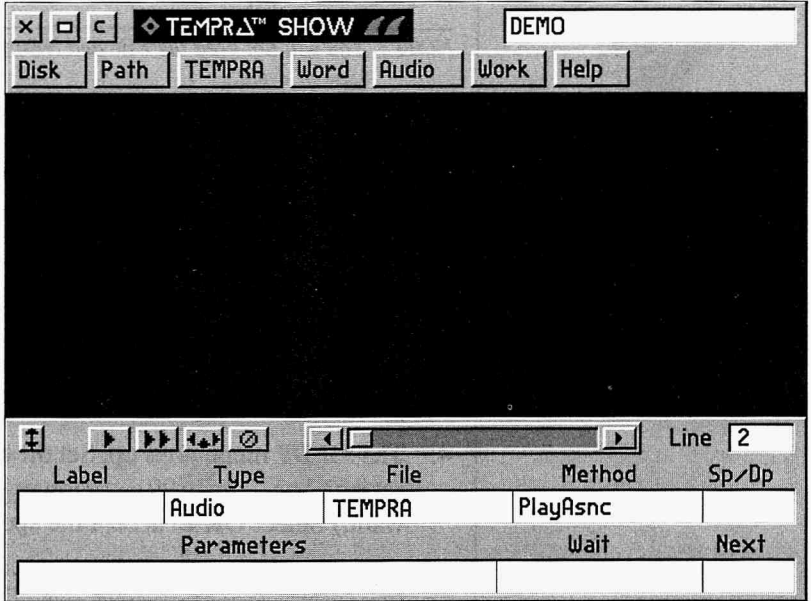 × C TEMPRA™ SHOW DEMO
Disk Path TEMPRA Word Audio Work Help
Line 2
Label Type File Method Sp/Dp
Audio TEMPRA PlayAsnc
Parameters Wait Next